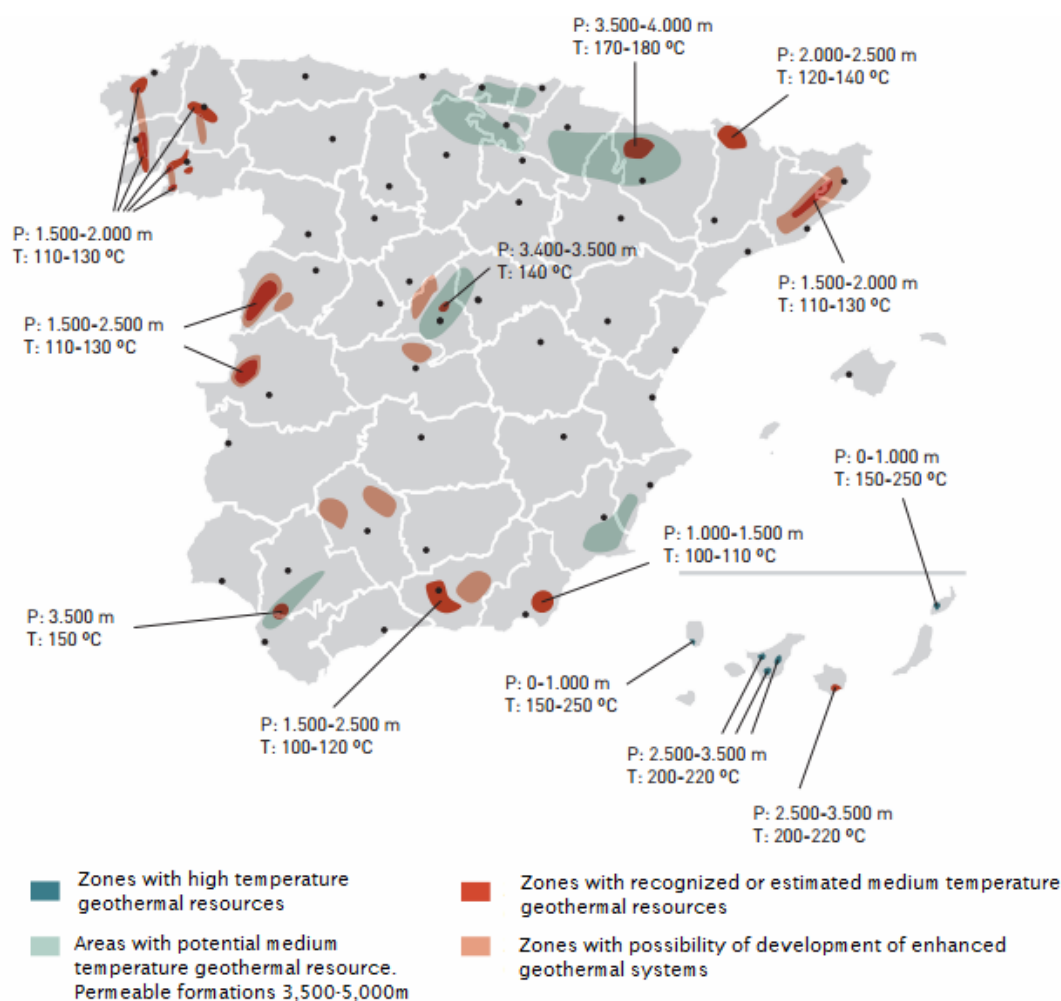 P: 3.500-4.000 m
T: 170-180 ºC
P: 2.000-2.500 m
T: 120-140 ºC
P: 1.500-2.000 m
T: 110-130 ºC
P: 3.400-3.500 m
T: 140 ºC
P: 1.500-2.000 m
T: 110-130 ºC
P: 1.500-2.500 m
T: 110-130 ºC
P: 0-1.000 m
T: 150-250 ºC
P: 1.000-1.500 m
T: 100-110 ºC
P: 3.500 m
T: 150 ºC
P: 0-1.000 m
T: 150-250 ºC
P: 1.500-2.500 m
T: 100-120 ºC
P: 2.500-3.500 m
T: 200-220 ºC
P: 2.500-3.500 m
T: 200-220 ºC
Zones with high temperature
geothermal resources
Areas with potential medium
temperature geothermal resource.
Permeable formations 3,500-5,000m
Zones with recognized or estimated medium temperature
geothermal resources
Zones with possibility of development of enhanced
geothermal systems